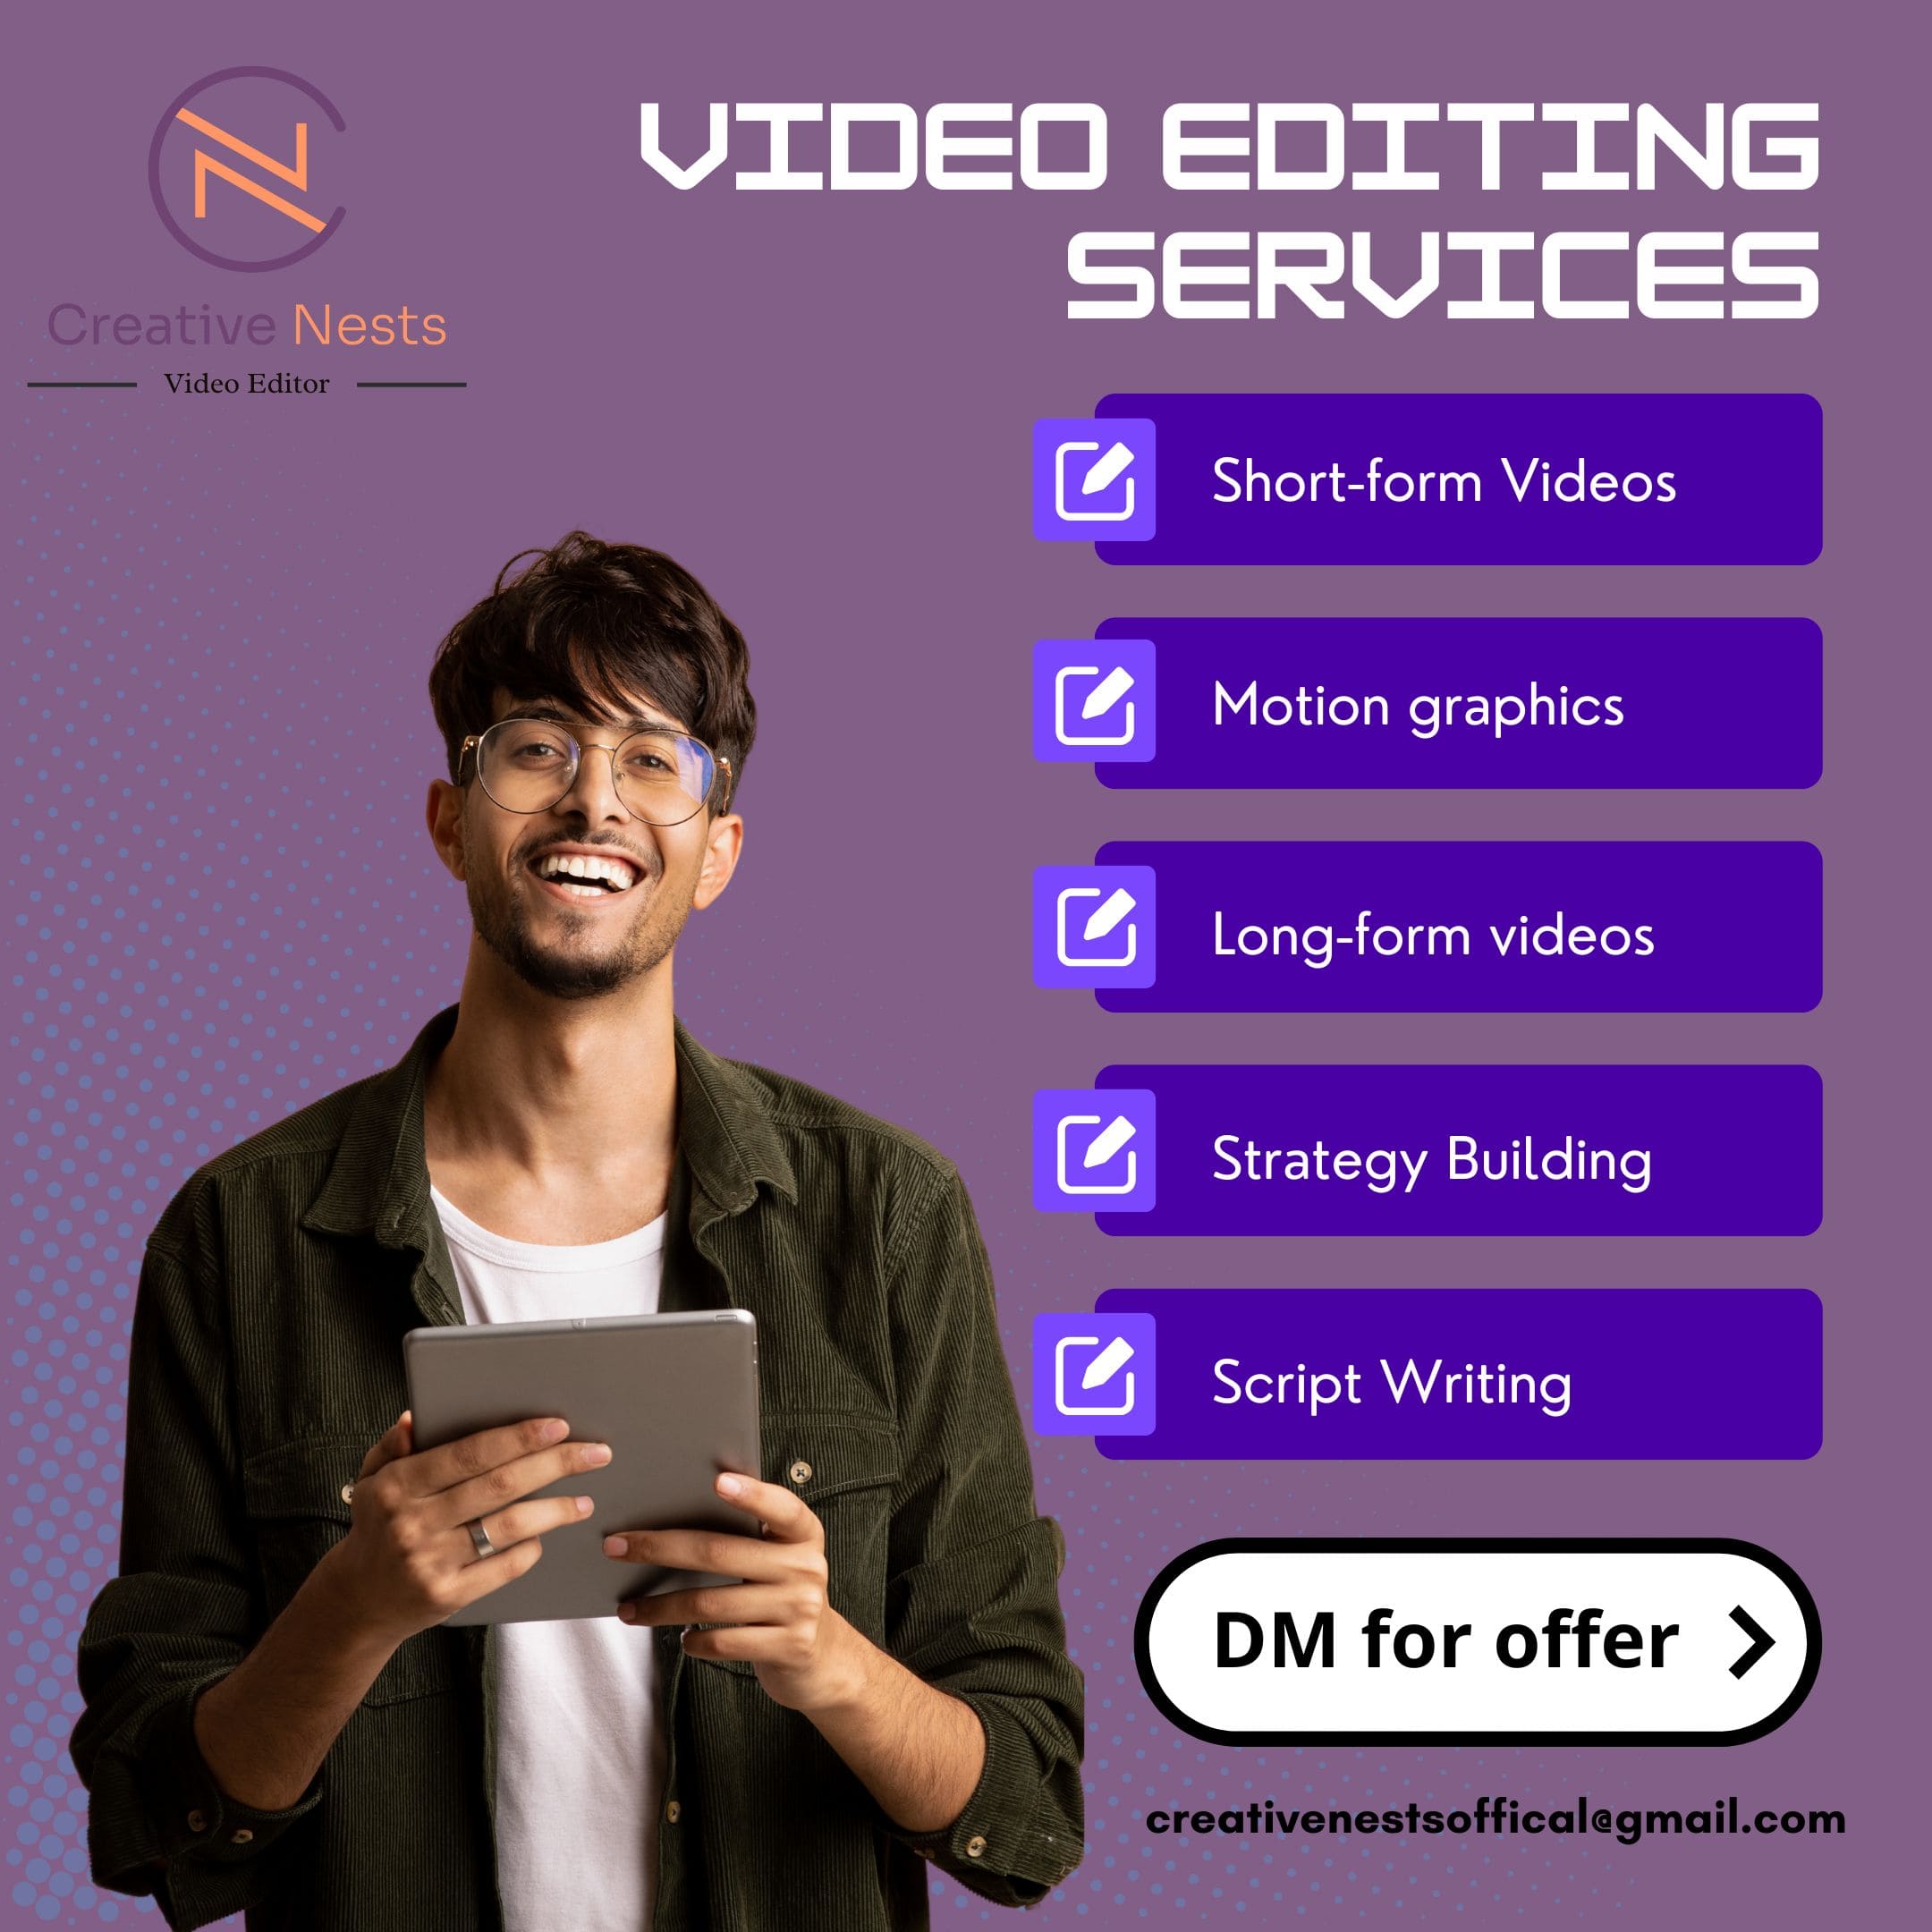 Creative Nests
Video Editor
VIDEO EDITING
SERVICES
Short-form Videos
Motion graphics
Long-form videos
Strategy Building
Script Writing
DM for offer
creativenestsoffical@gmail.com